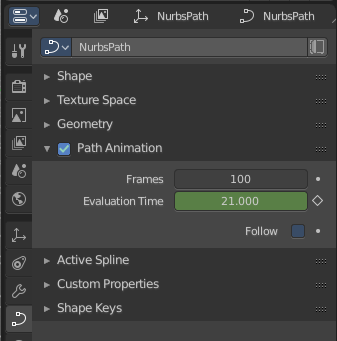 NurbsPath NurbsPath
NurbsPath
Shape
Texture Space
Geometry
Path Animation
Frames 100
Evaluation Time 21.000
Follow
Active Spline
Custom Properties
Shape Keys